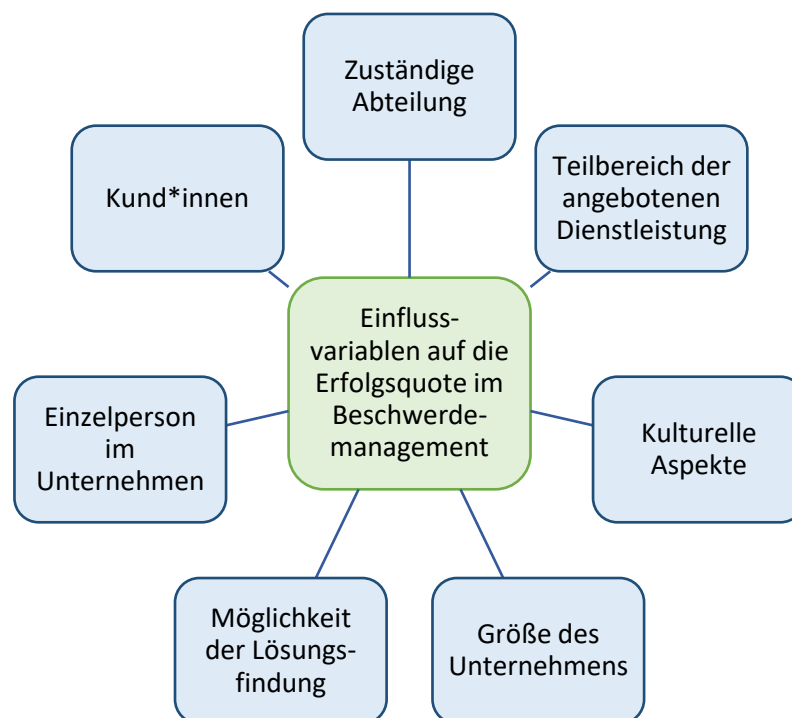 Zuständige
Abteilung
Kund*innen
Teilbereich der
angebotenen
Dienstleistung
Einfluss-
variablen auf die
Erfolgsquote im
Beschwerde-
management
Einzelperson
im
Unternehmen
Kulturelle
Aspekte
Möglichkeit
der Lösungs-
findung
Größe des
Unternehmens